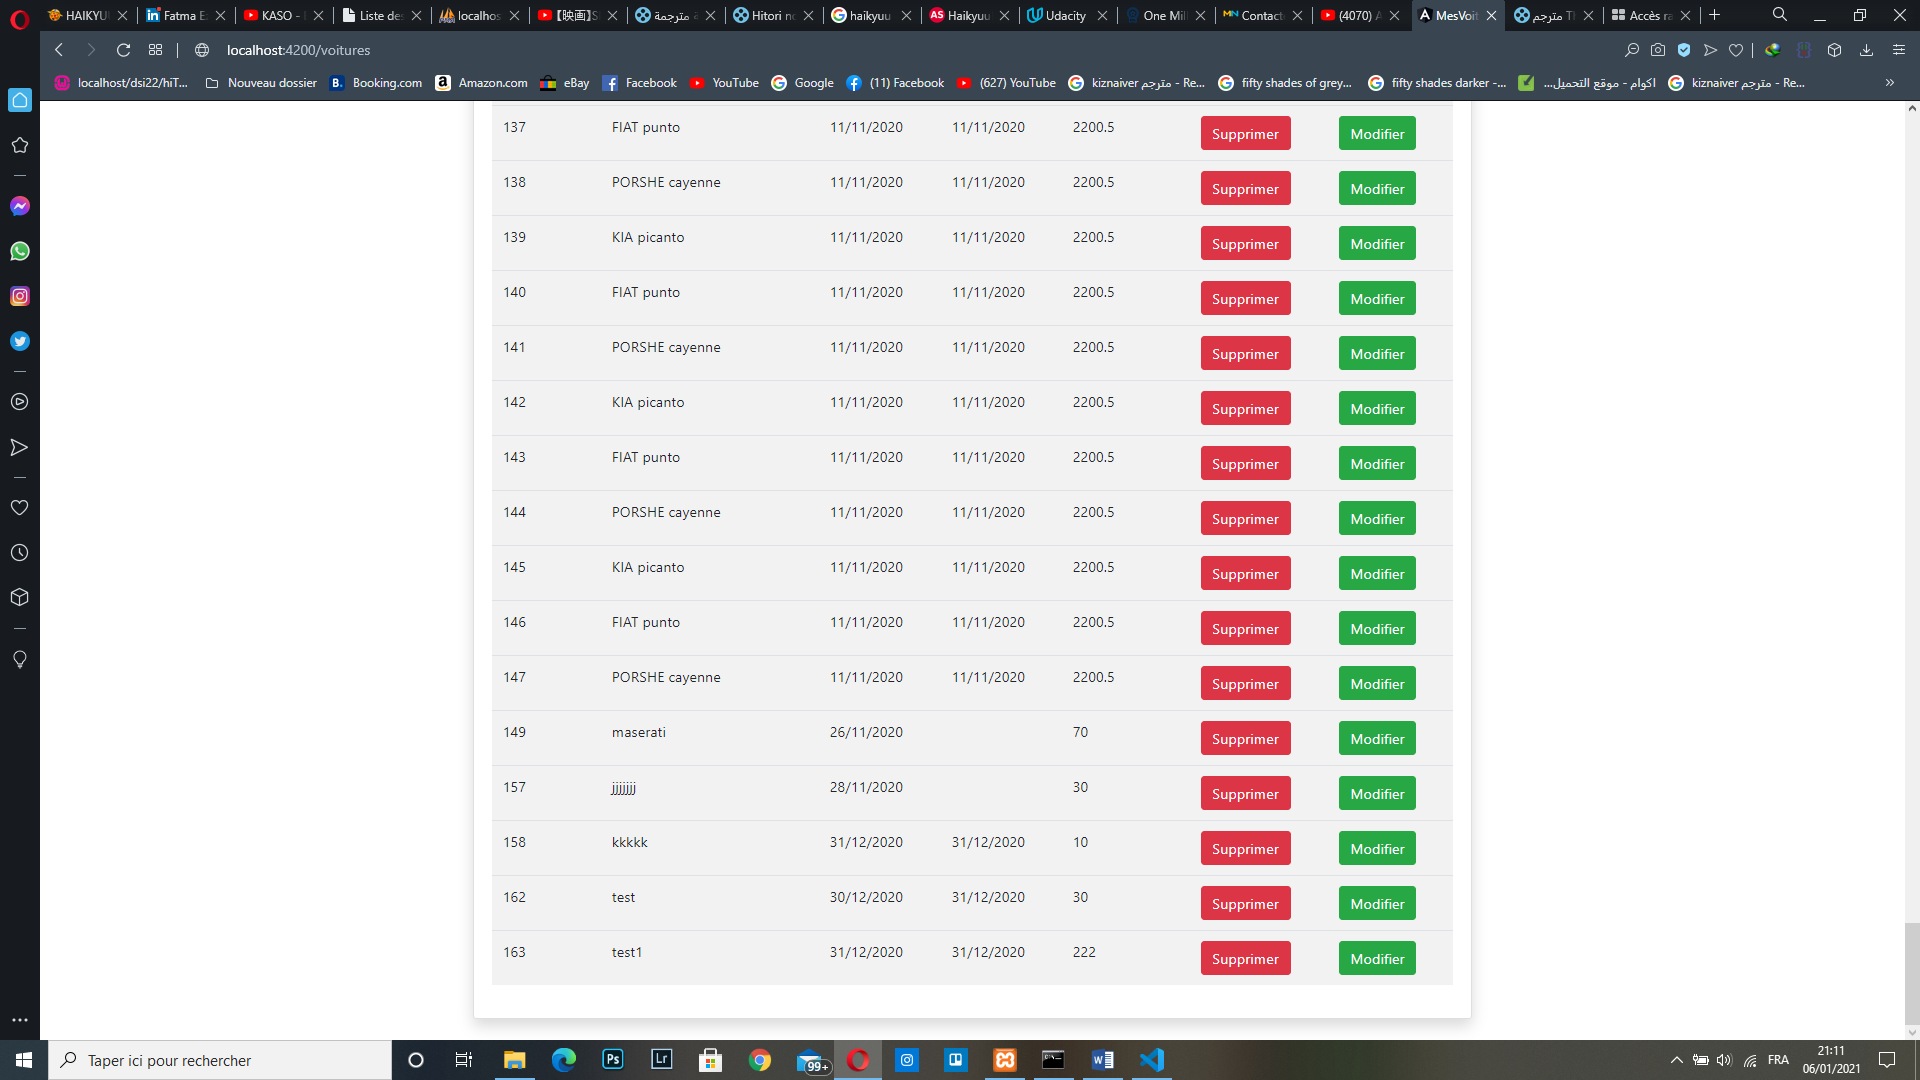 HAIKYU
Fatma E
KASO -
Liste de
localhos
【映画】S
مترجمة
Hitori n
haikyuu
Haikyuu
Udacity
One Mil
Contact
(4070) A
MesVoit
مترجم T
Accès ra
localhost:4200/voitures
localhost/dsi22/hiT...
Nouveau dossier
Booking.com
Amazon.com
eBay
Facebook
YouTube
Google
(11) Facebook
(627) YouTube
kiznaiver مترجم - Re...
fifty shades of grey...
fifty shades darker -...
اكوام - موقع التحميل...
kiznaiver مترجم - Re...
137 FIAT punto 11/11/2020 11/11/2020 2200.5 Supprimer Modifier
138 PORSHE cayenne 11/11/2020 11/11/2020 2200.5 Supprimer Modifier
139 KIA picanto 11/11/2020 11/11/2020 2200.5 Supprimer Modifier
140 FIAT punto 11/11/2020 11/11/2020 2200.5 Supprimer Modifier
141 PORSHE cayenne 11/11/2020 11/11/2020 2200.5 Supprimer Modifier
142 KIA picanto 11/11/2020 11/11/2020 2200.5 Supprimer Modifier
143 FIAT punto 11/11/2020 11/11/2020 2200.5 Supprimer Modifier
144 PORSHE cayenne 11/11/2020 11/11/2020 2200.5 Supprimer Modifier
145 KIA picanto 11/11/2020 11/11/2020 2200.5 Supprimer Modifier
146 FIAT punto 11/11/2020 11/11/2020 2200.5 Supprimer Modifier
147 PORSHE cayenne 11/11/2020 11/11/2020 2200.5 Supprimer Modifier
149 maserati 26/11/2020 70 Supprimer Modifier
157 jjjjjjj 28/11/2020 30 Supprimer Modifier
158 kkkkk 31/12/2020 31/12/2020 10 Supprimer Modifier
162 test 30/12/2020 31/12/2020 30 Supprimer Modifier
163 test1 31/12/2020 31/12/2020 222 Supprimer Modifier
Taper ici pour rechercher
Ps
Lr
99+
FRA
21:11
06/01/2021